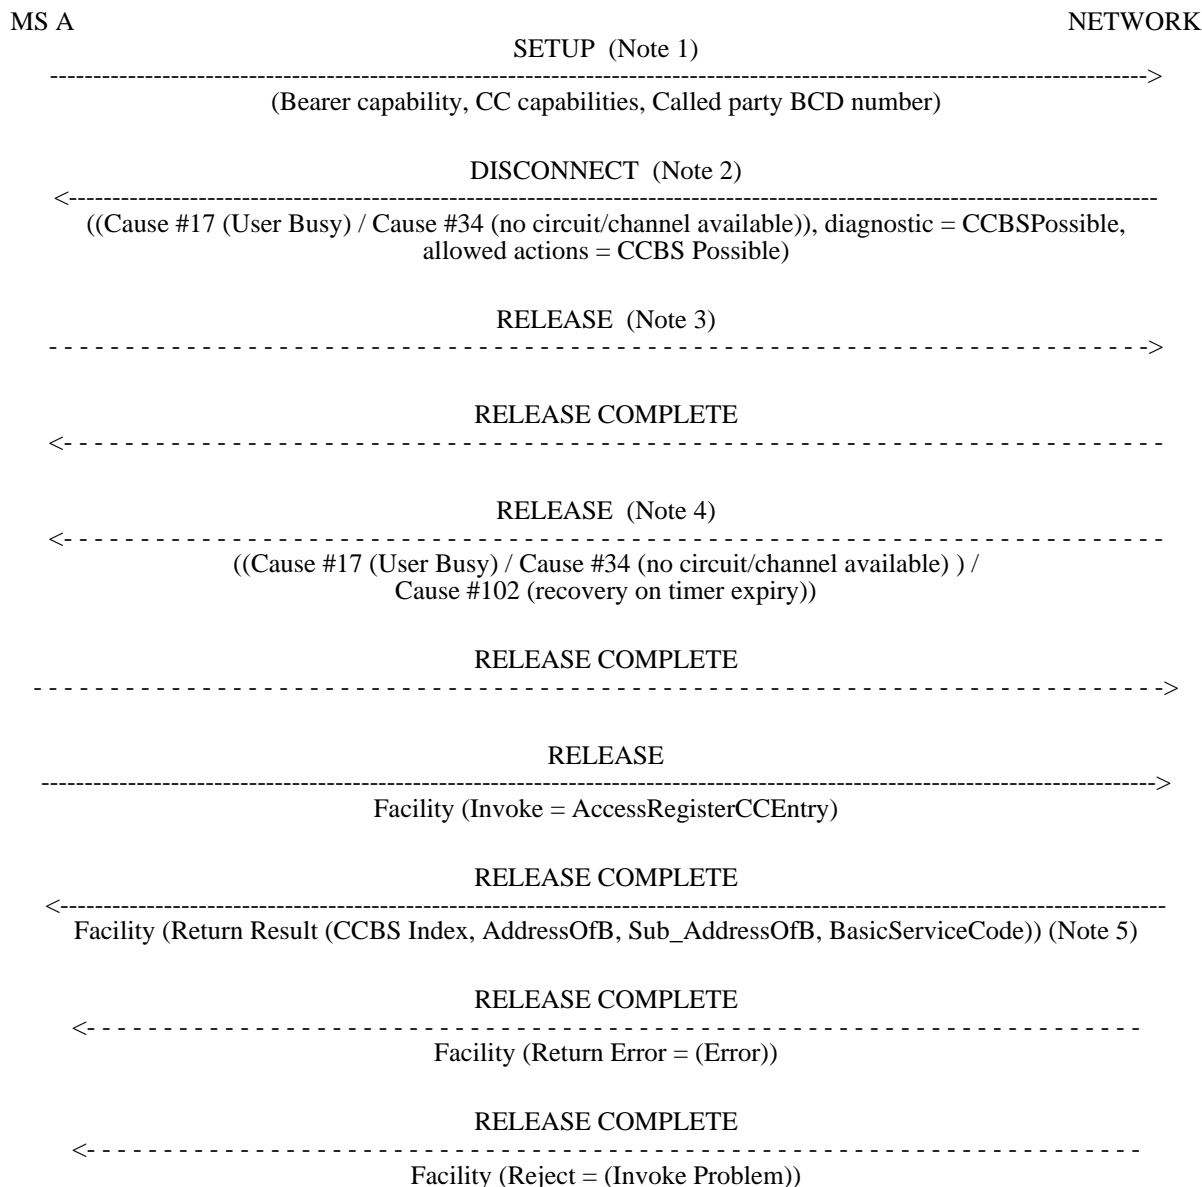 MS A NETWORK
SETUP (Note 1)
------------------------------------------------------------------------------------------------------------------------------->
(Bearer capability, CC capabilities, Called party BCD number)
DISCONNECT (Note 2)
<-------------------------------------------------------------------------------------------------------------------------------
((Cause #17 (User Busy) / Cause #34 (no circuit/channel available)), diagnostic = CCBSPossible,
allowed actions = CCBS Possible)
RELEASE (Note 3)
- - - - - - - - - - - - - - - - - - - - - - - - - - - - - - - - - - - - - - - - - - - - - - - - - - - - - - - - - - - - - - - - - - - - - - - - ->
RELEASE COMPLETE
<- - - - - - - - - - - - - - - - - - - - - - - - - - - - - - - - - - - - - - - - - - - - - - - - - - - - - - - - - - - - - - - - - - - - - - - - -
RELEASE (Note 4)
<- - - - - - - - - - - - - - - - - - - - - - - - - - - - - - - - - - - - - - - - - - - - - - - - - - - - - - - - - - - - - - - - - - - - - - - - -
((Cause #17 (User Busy) / Cause #34 (no circuit/channel available) ) /
Cause #102 (recovery on timer expiry))
RELEASE COMPLETE
- - - - - - - - - - - - - - - - - - - - - - - - - - - - - - - - - - - - - - - - - - - - - - - - - - - - - - - - - - - - - - - - - - - - - - - - - ->
RELEASE
--------------------------------------------------------------------------------------------------------------------------------->
Facility (Invoke = AccessRegisterCCEntry)
RELEASE COMPLETE
<--------------------------------------------------------------------------------------------------------------------------------
Facility (Return Result (CCBS Index, AddressOfB, Sub_AddressOfB, BasicServiceCode)) (Note 5)
RELEASE COMPLETE
<- - - - - - - - - - - - - - - - - - - - - - - - - - - - - - - - - - - - - - - - - - - - - - - - - - - - - - - - - - - - - - - - - - - - - -
Facility (Return Error = (Error))
RELEASE COMPLETE
<- - - - - - - - - - - - - - - - - - - - - - - - - - - - - - - - - - - - - - - - - - - - - - - - - - - - - - - - - - - - - - - - - - - - - -
Facility (Reject = (Invoke Problem))